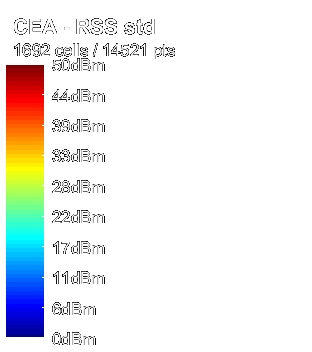 CEA - RSS std
1692 cells / 14521 pts
50dBm
44dBm
39dBm
33dBm
28dBm
22dBm
17dBm
11dBm
6dBm
0dBm